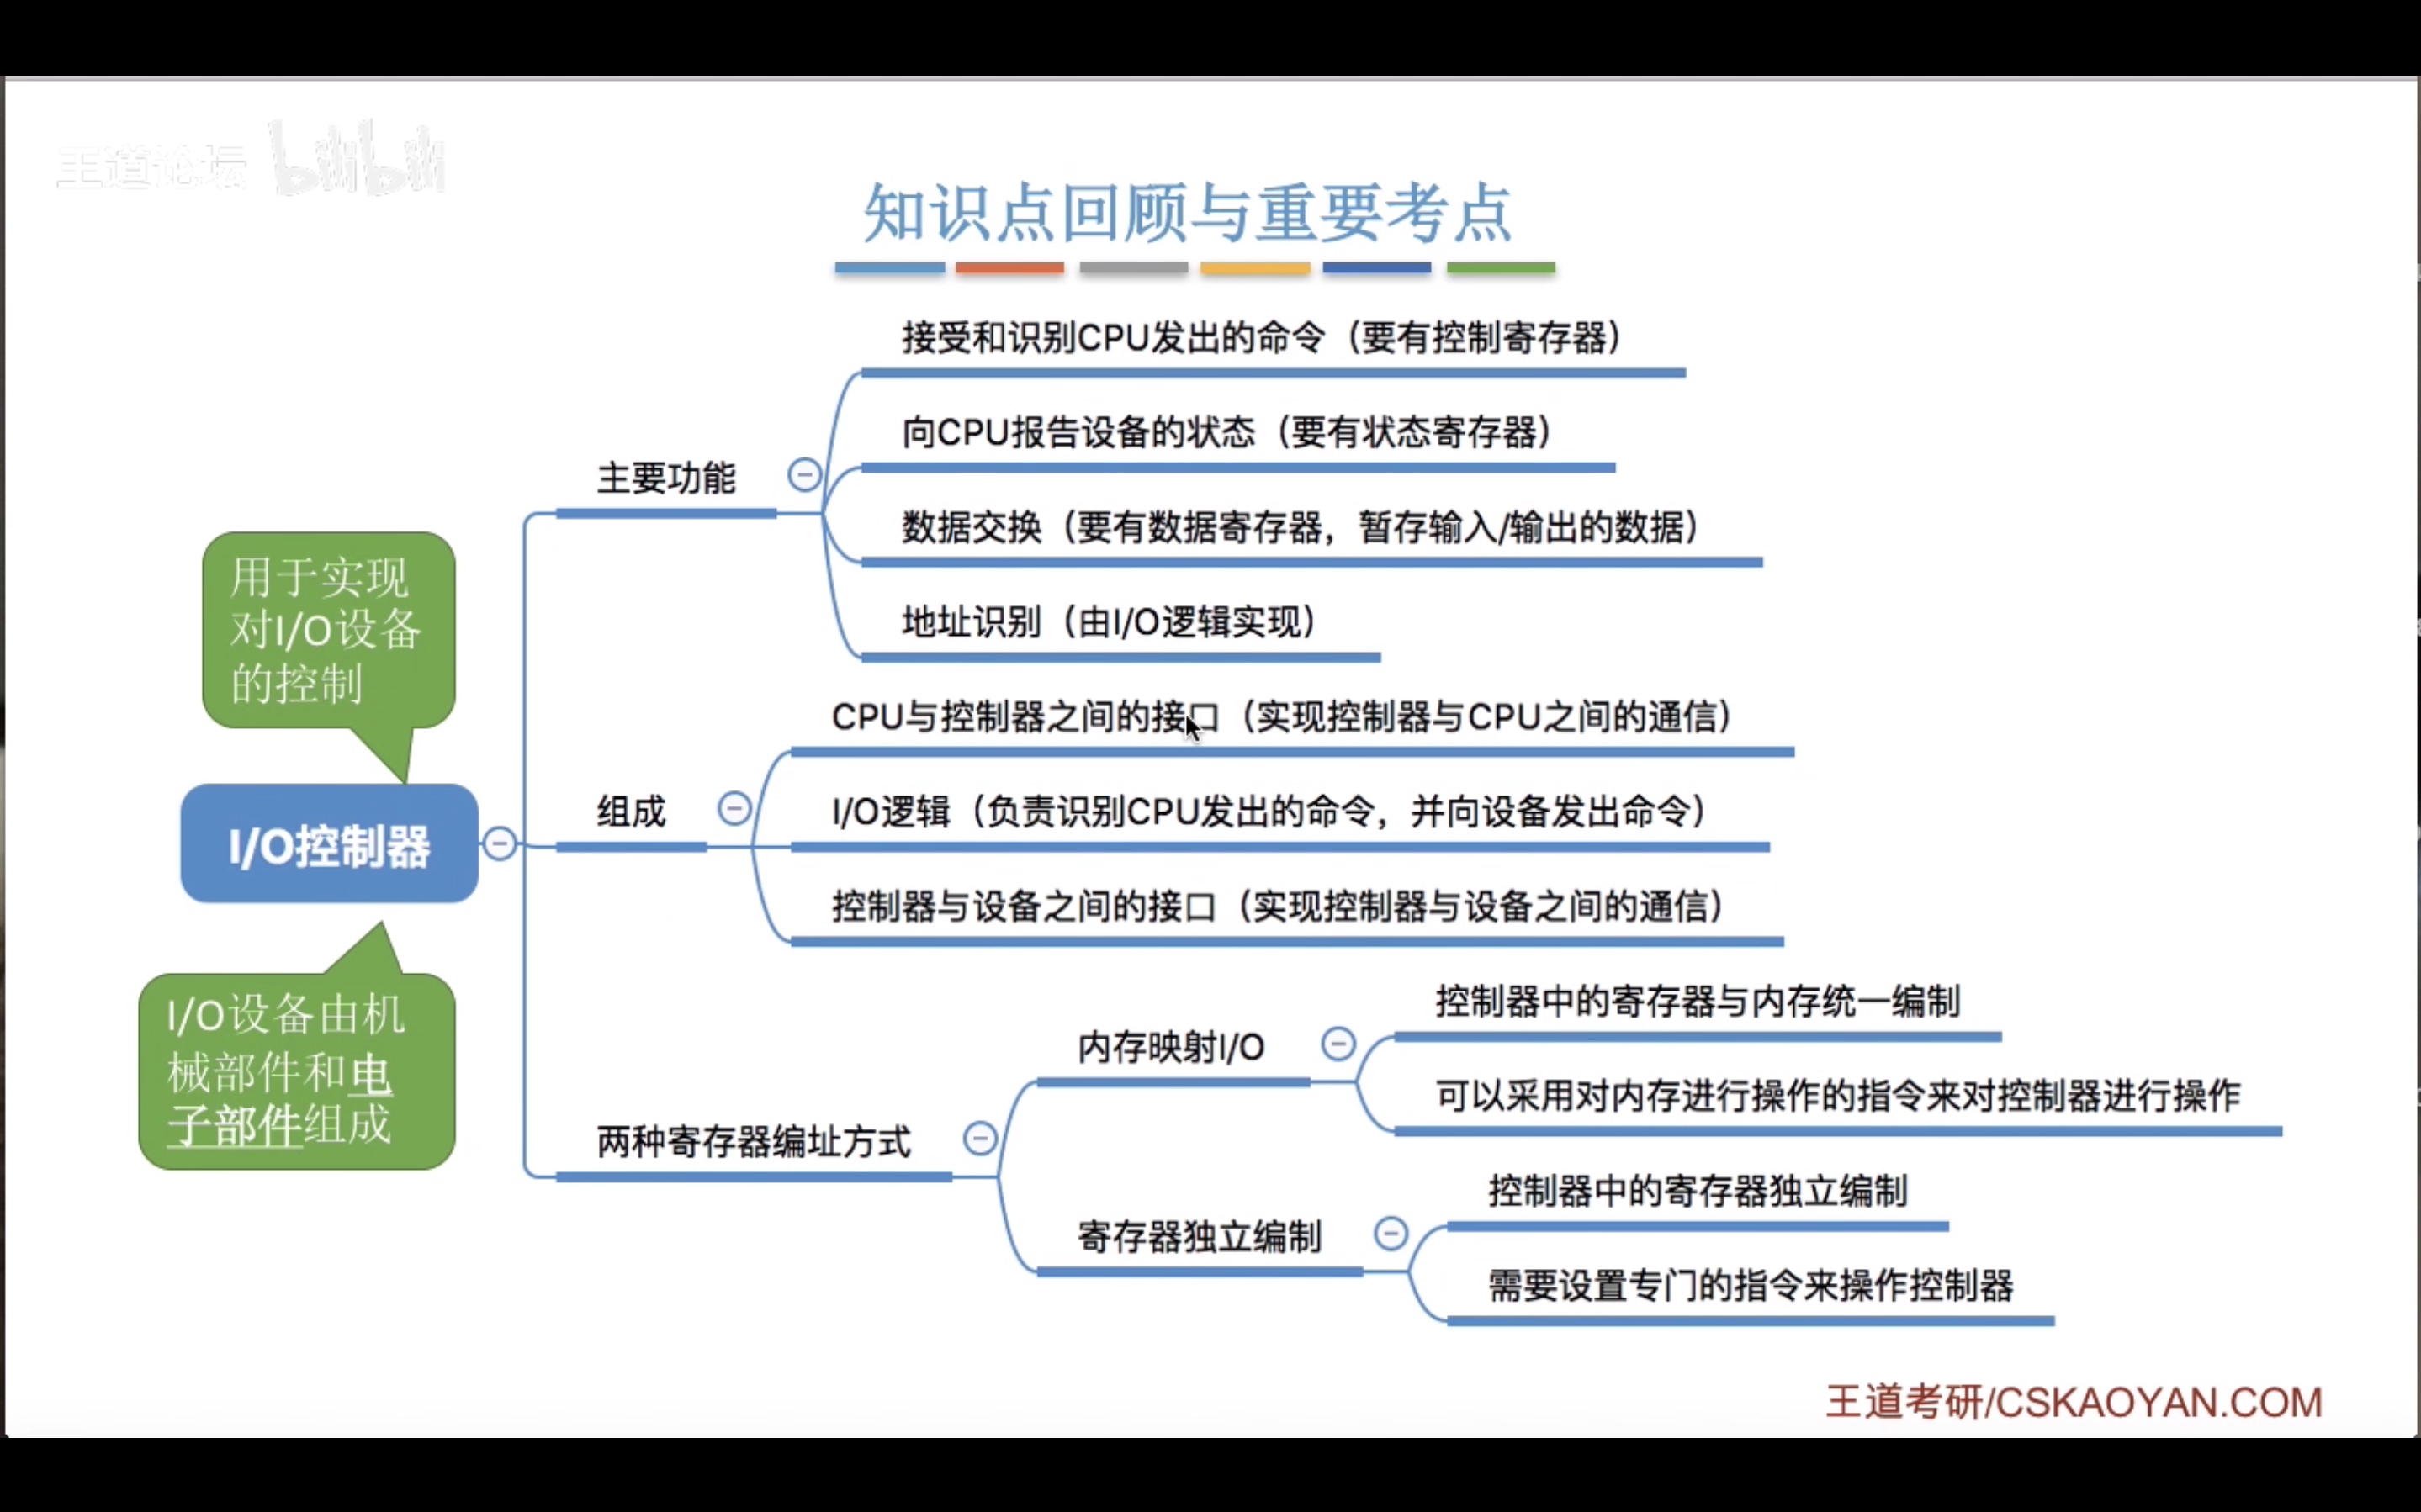 王道论坛 bilibili
知识点回顾与重要考点
接受和识别CPU发出的命令（要有控制寄存器）
向CPU报告设备的状态（要有状态寄存器）
主要功能
数据交换（要有数据寄存器，暂存输入/输出的数据）
地址识别（由I/O逻辑实现）
用于实现
对I/O设备
的控制
CPU与控制器之间的接口（实现控制器与CPU之间的通信）
组成
I/O逻辑（负责识别CPU发出的命令，并向设备发出命令）
I/O控制器
控制器与设备之间的接口（实现控制器与设备之间的通信）
I/O设备由机
械部件和电
子部件组成
控制器中的寄存器与内存统一编制
内存映射I/O
可以采用对内存进行操作的指令来对控制器进行操作
两种寄存器编址方式
控制器中的寄存器独立编制
寄存器独立编制
需要设置专门的指令来操作控制器
王道考研/CSKAOYAN.COM